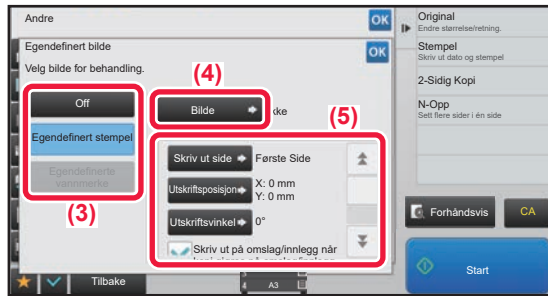 Andre
OK
Egendefinert bilde
OK
Velg bilde for behandling.
(4)
Off
Bilde
kke
(5)
Egendefinert stempel
Egendefinerte
vannmerke
(3)
Skriv ut side
Første Side
Utskriftsposisjon
X: 0 mm
Y: 0 mm
Utskriftsvinkel
0°
Skriv ut på omslag/innlegg når
Tilbake
4
A3
Original
Endre størrelse/retning.
Stempel
Skriv ut dato og stempel
2-Sidig Kopi
N-Opp
Sett flere sider i én side
Forhåndsvis
CA
Start